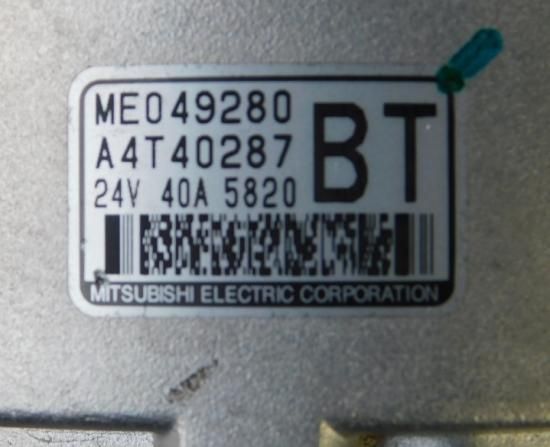 ME049280
A4T40287
24V 40A 5820
BT
MITSUBISHI ELECTRIC CORPORATION